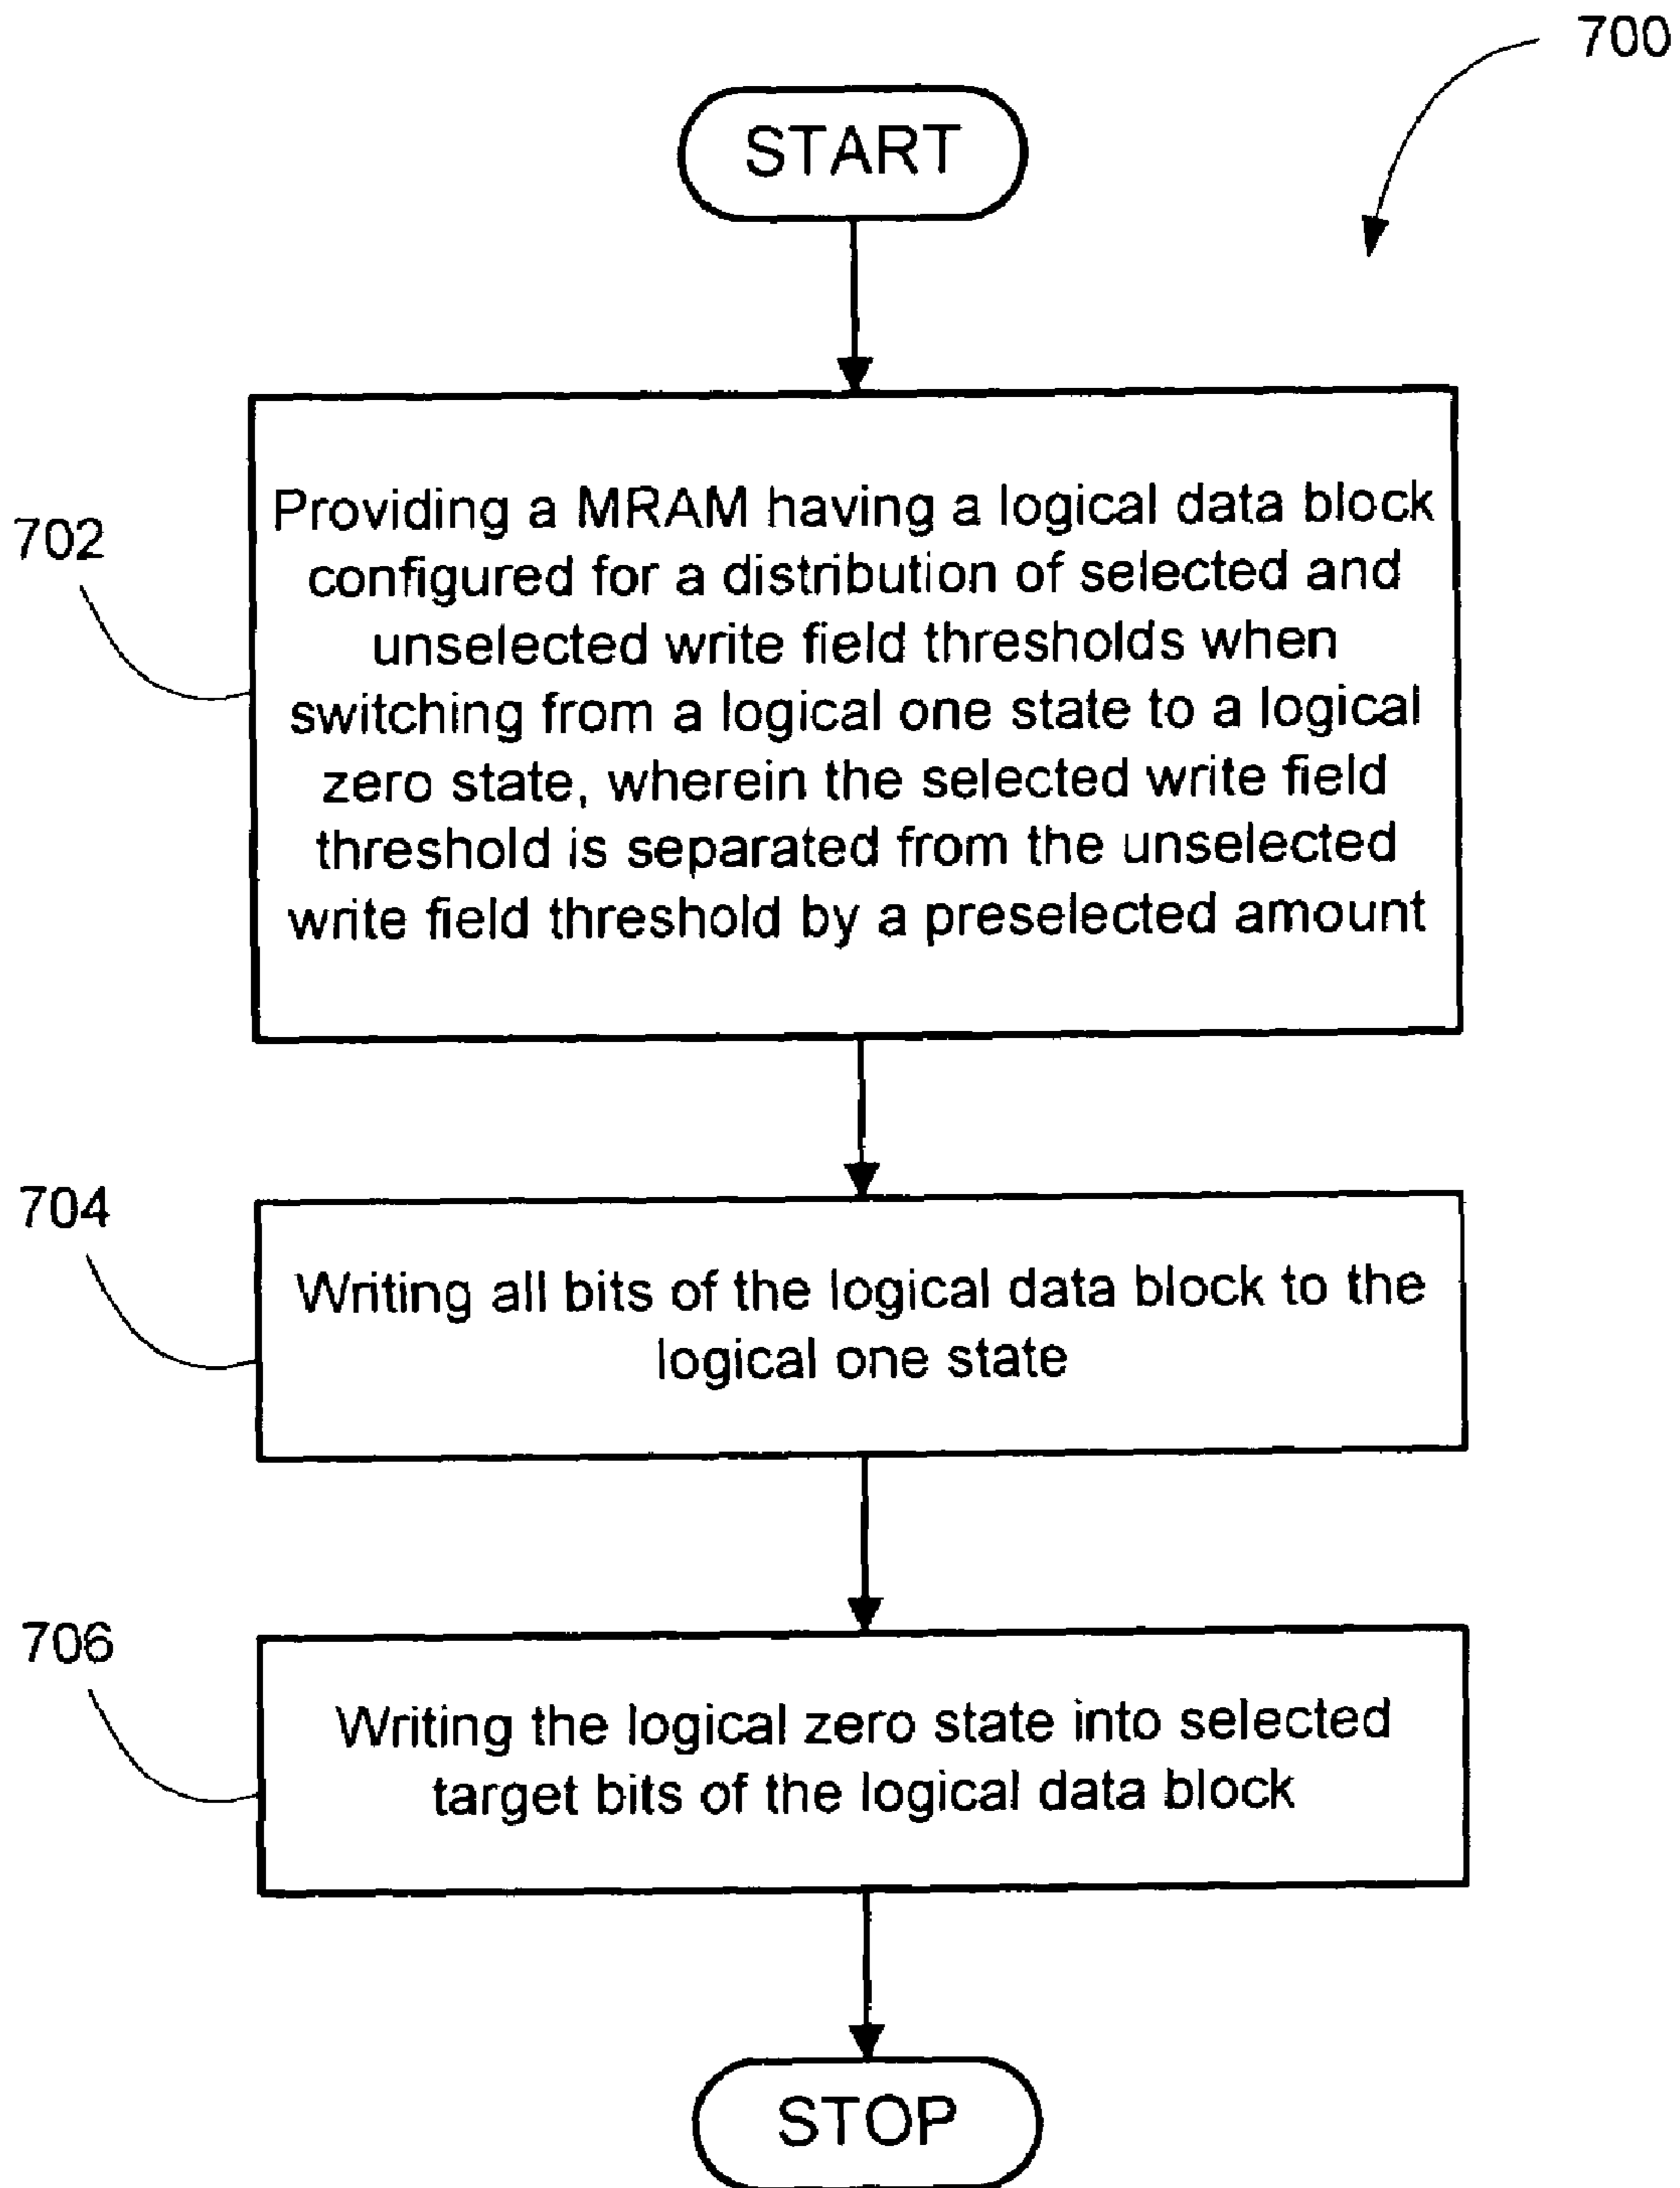 700
START
702
Providing a MRAM having a logical data block
configured for a distribution of selected and
unselected write field thresholds when
switching from a logical one state to a logical
zero state, wherein the selected write field
threshold is separated from the unselected
write field threshold by a preselected amount
704
Writing all bits of the logical data block to the
logical one state
706
Writing the logical zero state into selected
target bits of the logical data block
STOP